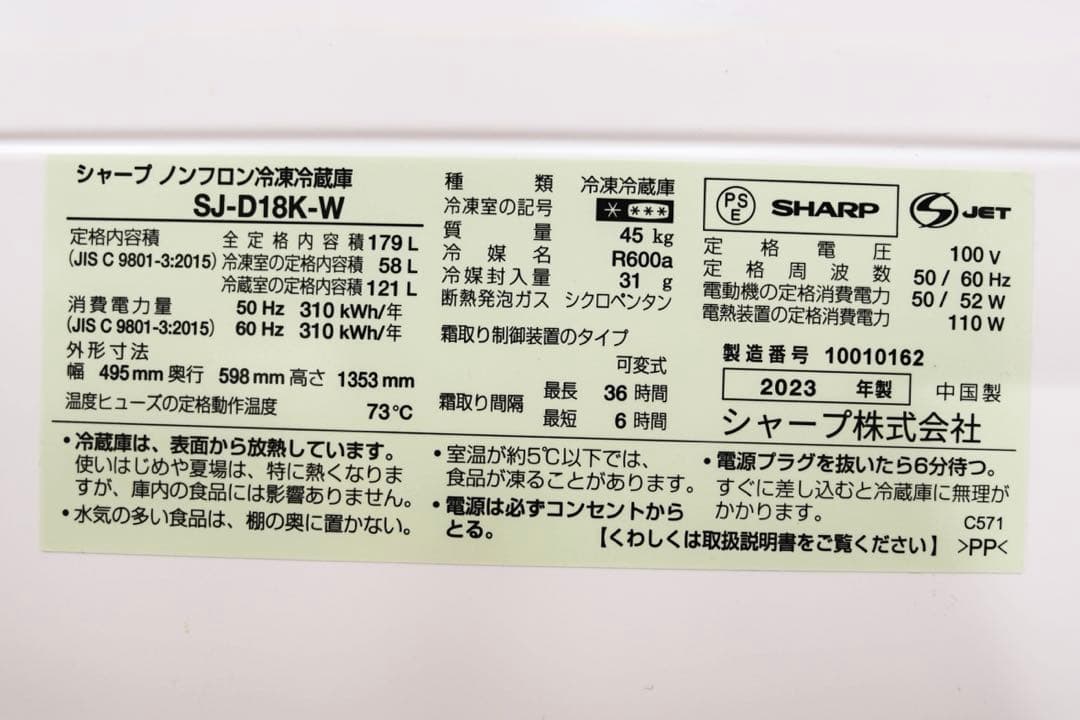 シャープ ノンフロン冷凍冷蔵庫
SJ-D18K-W
定格内容積
(JIS C 9801-3:2015)
全定格内容積 179 L
冷凍室の定格内容積 58 L
冷蔵室の定格内容積 121 L
消費電力量
(JIS C 9801-3:2015)
50 Hz 310 kWh/年
60 Hz 310 kWh/年
外形寸法
幅 495mm 奥行 598mm 高さ 1353mm
温度ヒューズの定格動作温度 73℃
種類 冷凍冷蔵庫
冷凍室の記号 * ***
質量 45 kg
冷媒名 R600a
冷媒封入量 31 g
断熱発泡ガス シクロペンタン
霜取り制御装置のタイプ
可変式
霜取り間隔
最長 36 時間
最短 6 時間
PS
E
SHARP
JET
定格電圧 100 V
定格周波数 50 / 60 Hz
電動機の定格消費電力 50 / 52 W
電熱装置の定格消費電力 110 W
製造番号 10010162
2023 年製 中国製
シャープ株式会社
・冷蔵庫は、表面から放熱しています。
使いはじめや夏場は、特に熱くなりま
すが、庫内の食品には影響ありません。
・水気の多い食品は、棚の奥に置かない。
・室温が約5℃以下では、
食品が凍ることがあります。
・電源は必ずコンセントから
とる。
・電源プラグを抜いたら6分待つ。
すぐに差し込むと冷蔵庫に無理が
かかります。
C571
【くわしくは取扱説明書をご覧ください】 >PP<